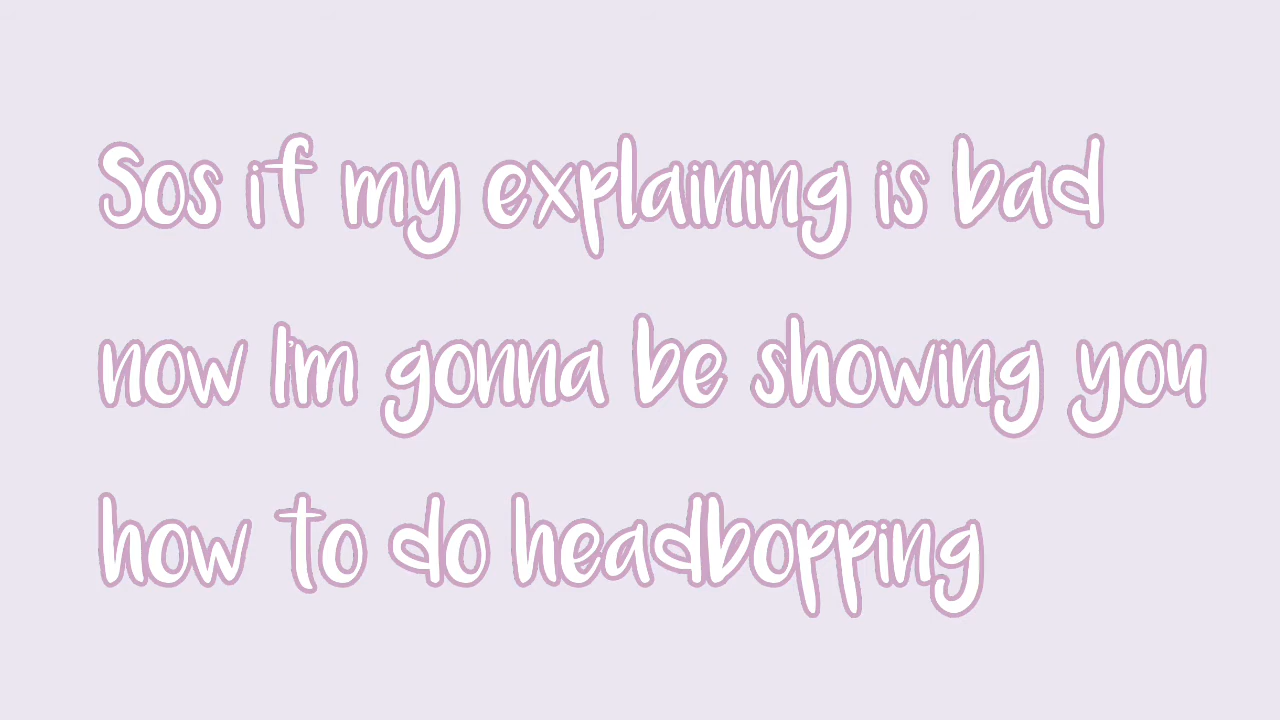 Sos if my explaining is bad
now I'm gonna be showing you
how to do headbopping